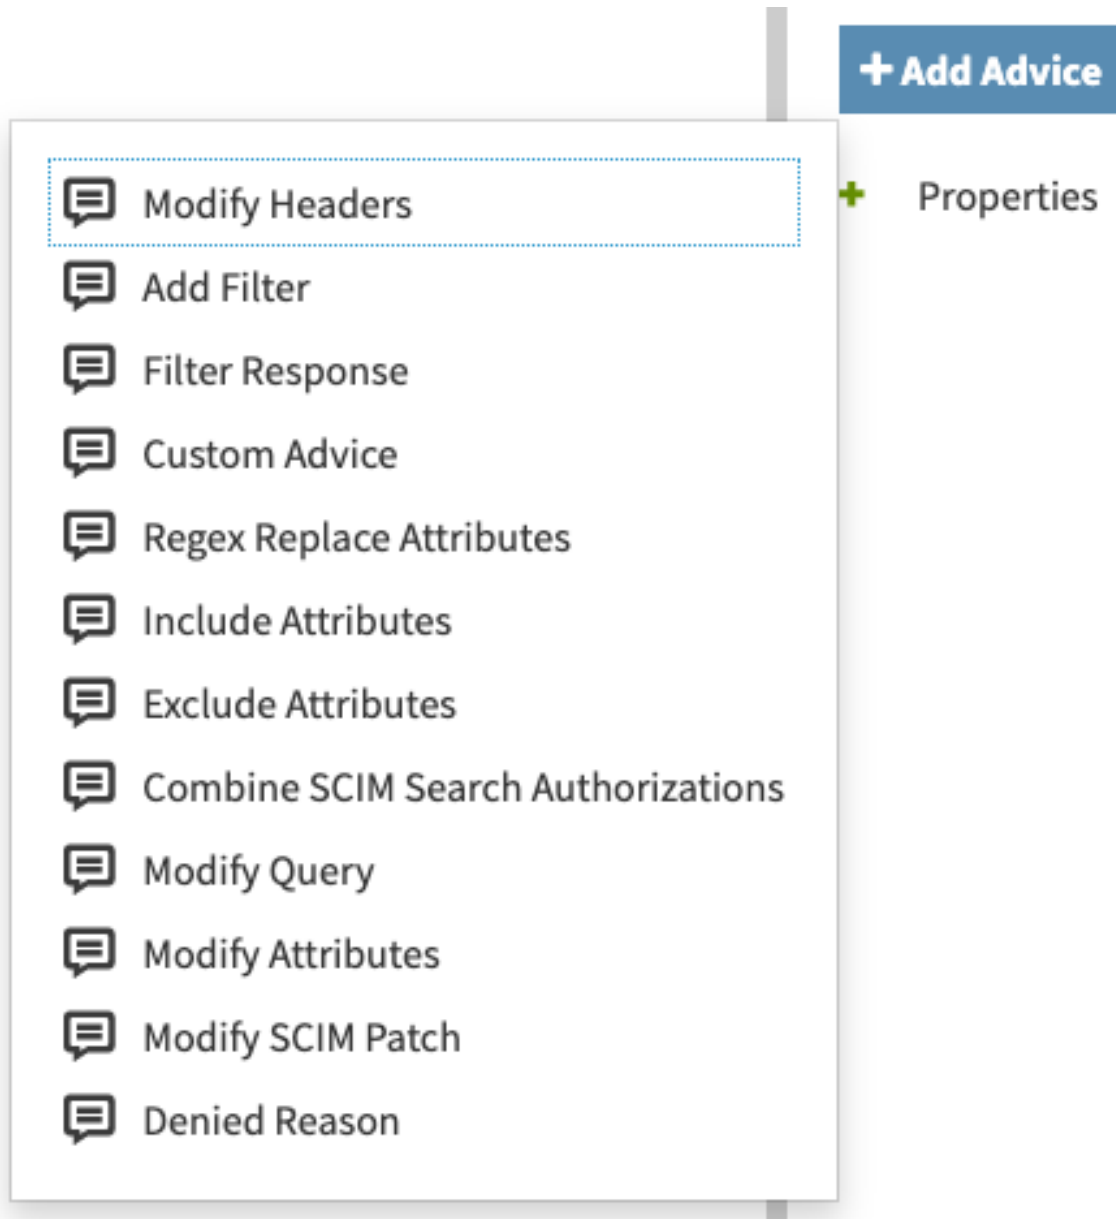 + Add Advice
Modify Headers
+ Properties
Add Filter
Filter Response
Custom Advice
Regex Replace Attributes
Include Attributes
Exclude Attributes
Combine SCIM Search Authorizations
Modify Query
Modify Attributes
Modify SCIM Patch
Denied Reason